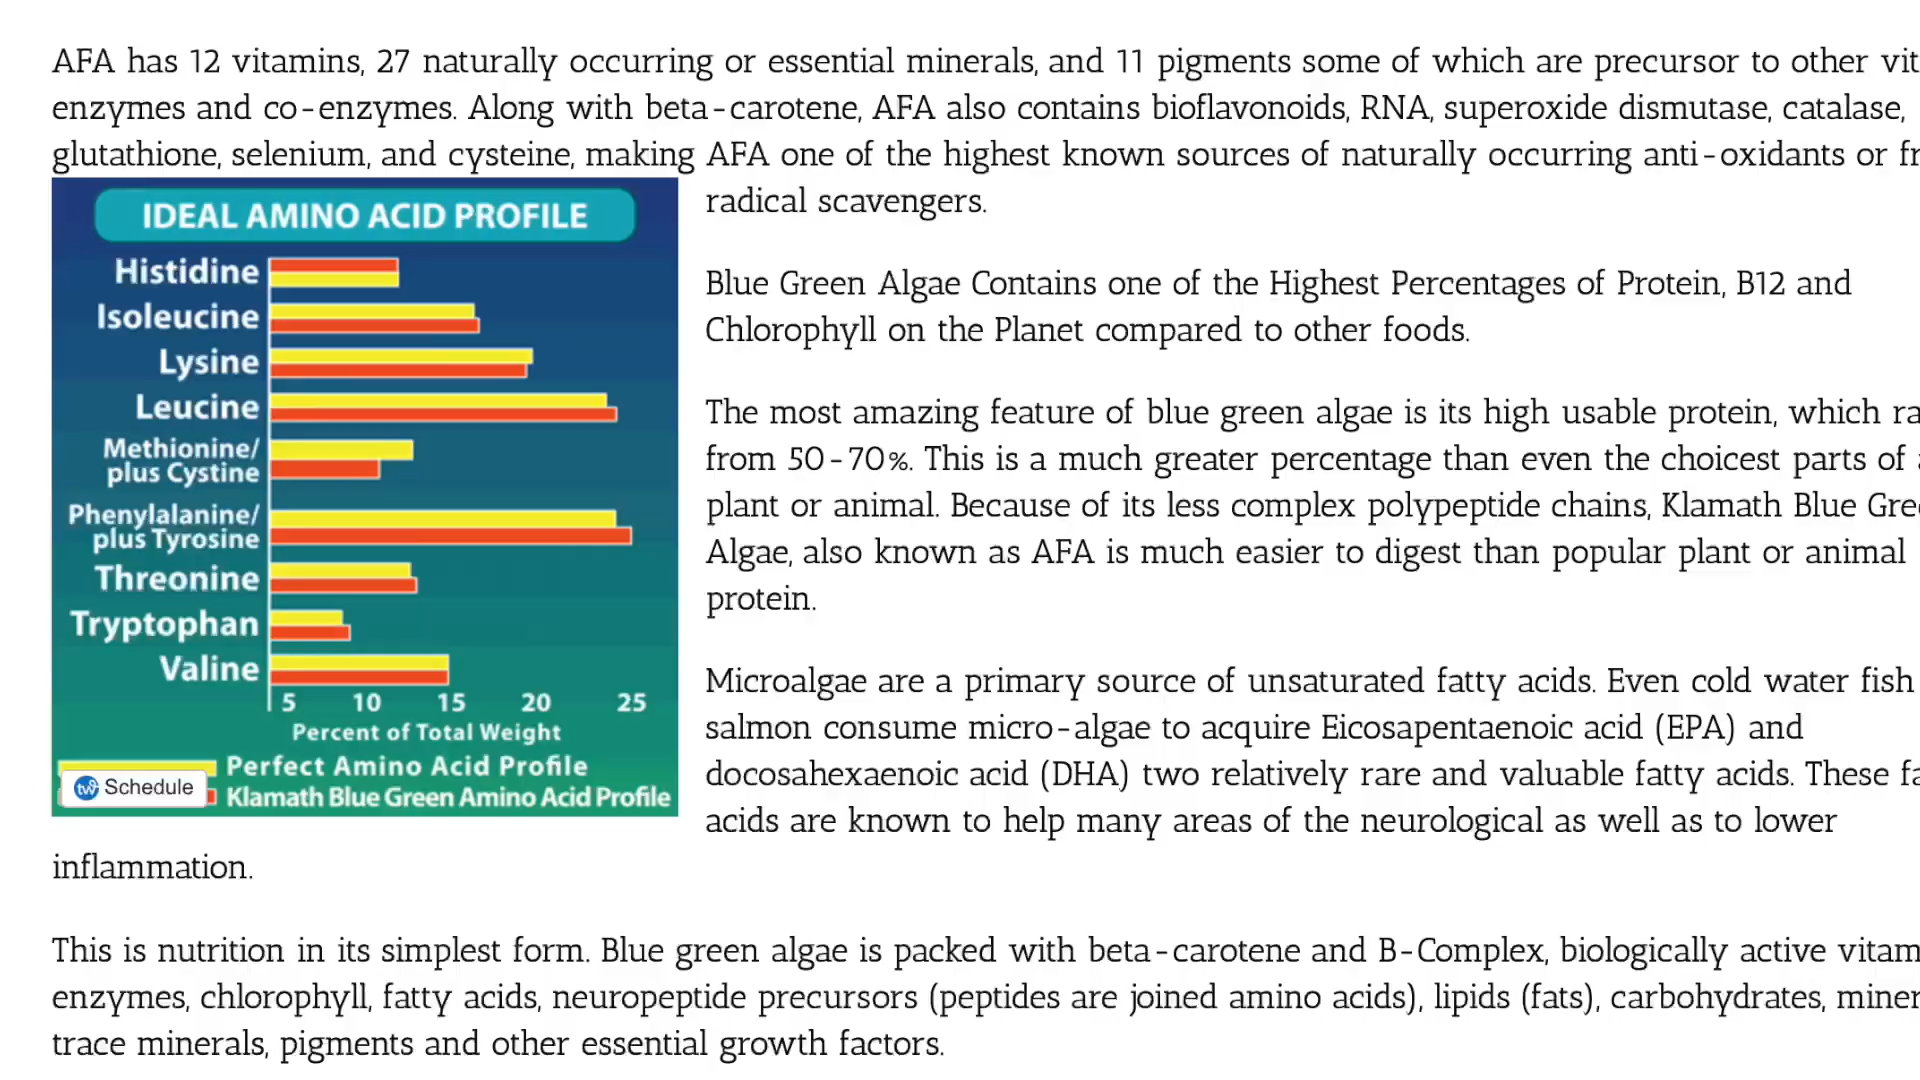 AFA has 12 vitamins, 27 naturally occurring or essential minerals, and 11 pigments some of which are precursor to other
enzymes and co-enzymes. Along with beta-carotene, AFA also contains bioflavonoids, RNA, superoxide dismutase, catalase,
glutathione, selenium, and cysteine, making AFA one of the highest known sources of naturally occurring anti-oxidants or
radical scavengers.
IDEAL AMINO ACID PROFILE
Histidine
Isoleucine
Lysine
Leucine
Methionine/
plus Cystine
Phenylalanine/
plus Tyrosine
Threonine
Tryptophan
Valine
5 10 15 20 25
Percent of Total Weight
Perfect Amino Acid Profile
Schedule
Klamath Blue Green Amino Acid Profile
Blue Green Algae Contains one of the Highest Percentages of Protein, B12 and
Chlorophyll on the Planet compared to other foods.
The most amazing feature of blue green algae is its high usable protein, which
from 50-70%. This is a much greater percentage than even the choicest parts of
plant or animal. Because of its less complex polypeptide chains, Klamath Blue
Algae, also known as AFA is much easier to digest than popular plant or animal
protein.
Microalgae are a primary source of unsaturated fatty acids. Even cold water fish
salmon consume micro-algae to acquire Eicosapentaenoic acid (EPA) and
docosahexaenoic acid (DHA) two relatively rare and valuable fatty acids. These
acids are known to help many areas of the neurological as well as to lower
inflammation.
This is nutrition in its simplest form. Blue green algae is packed with beta-carotene and B-Complex, biologically active
enzymes, chlorophyll, fatty acids, neuropeptide precursors (peptides are joined amino acids), lipids (fats), carbohydrates,
trace minerals, pigments and other essential growth factors.